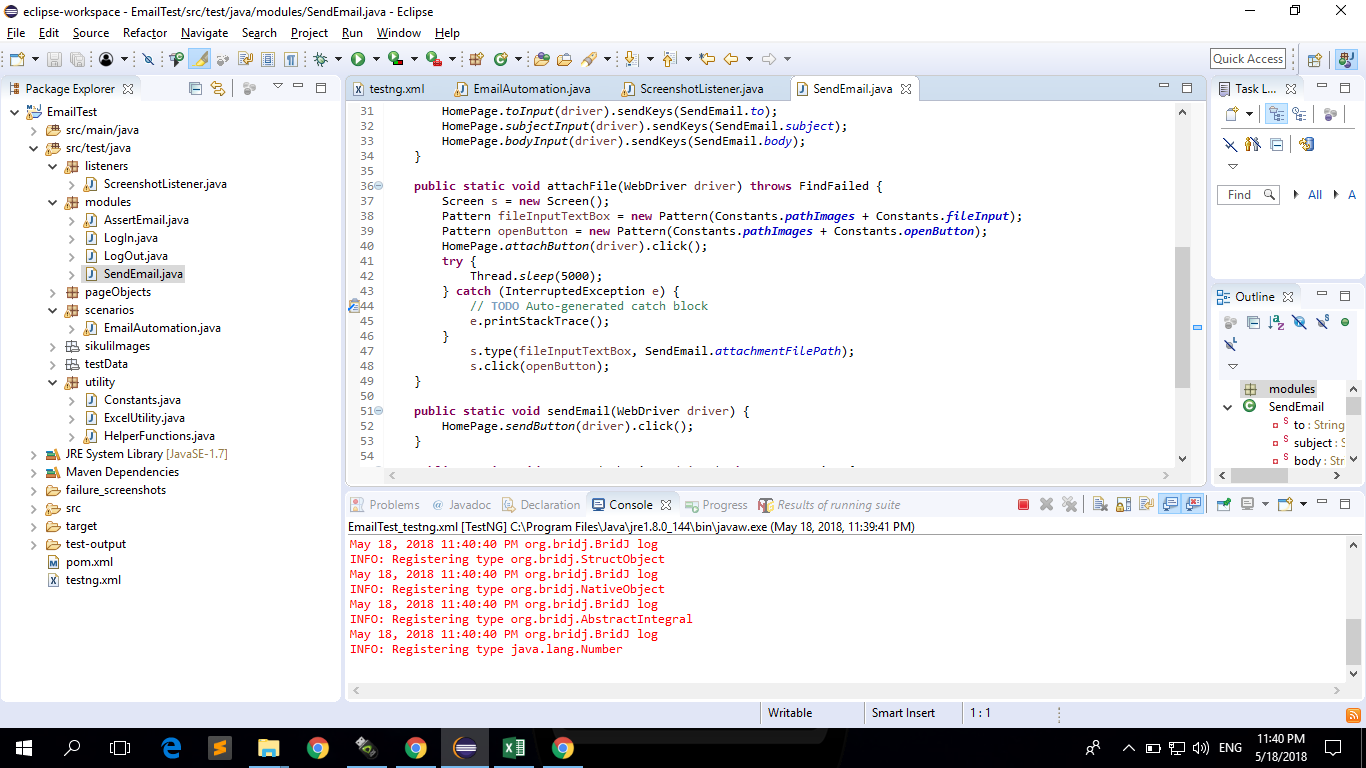 eclipse-workspace - EmailTest/src/test/java/modules/SendEmail.java - Eclipse
File Edit Source Refactor Navigate Search Project Run Window Help
Quick Access
Package Explorer
EmailTest
src/main/java
src/test/java
listeners
ScreenshotListener.java
modules
AssertEmail.java
LogIn.java
LogOut.java
SendEmail.java
pageObjects
scenarios
EmailAutomation.java
sikuliImages
testData
utility
Constants.java
ExcelUtility.java
HelperFunctions.java
JRE System Library [JavaSE-1.7]
Maven Dependencies
failure_screenshots
src
target
test-output
pom.xml
testng.xml
testng.xml EmailAutomation.java ScreenshotListener.java SendEmail.java
31 HomePage.toInput(driver).sendKeys(SendEmail.to);
32 HomePage.subjectInput(driver).sendKeys(SendEmail.subject);
33 HomePage.bodyInput(driver).sendKeys(SendEmail.body);
34 }
35
36 public static void attachFile(WebDriver driver) throws FindFailed {
37 Screen s = new Screen();
38 Pattern fileInputTextBox = new Pattern(Constants.pathImages + Constants.fileInput);
39 Pattern openButton = new Pattern(Constants.pathImages + Constants.openButton);
40 HomePage.attachButton(driver).click();
41 try {
42 Thread.sleep(5000);
43 } catch (InterruptedException e) {
44 // TODO Auto-generated catch block
45 e.printStackTrace();
46 }
47 s.type(fileInputTextBox, SendEmail.attachmentFilePath);
48 s.click(openButton);
49 }
50
51 public static void sendEmail(WebDriver driver) {
52 HomePage.sendButton(driver).click();
53 }
54
Task L...
Find All A
Outline
modules
SendEmail
S to : String
S subject : S
S body : Str
Problems @ Javadoc Declaration Console Progress Results of running suite
EmailTest_testng.xml [TestNG] C:\Program Files\Java\jre1.8.0_144\bin\javaw.exe (May 18, 2018, 11:39:41 PM)
May 18, 2018 11:40:40 PM org.bridj.BridJ log
INFO: Registering type org.bridj.StructObject
May 18, 2018 11:40:40 PM org.bridj.BridJ log
INFO: Registering type org.bridj.NativeObject
May 18, 2018 11:40:40 PM org.bridj.BridJ log
INFO: Registering type org.bridj.AbstractIntegral
May 18, 2018 11:40:40 PM org.bridj.BridJ log
INFO: Registering type java.lang.Number
Writable Smart Insert 1 : 1
ENG
11:40 PM
5/18/2018